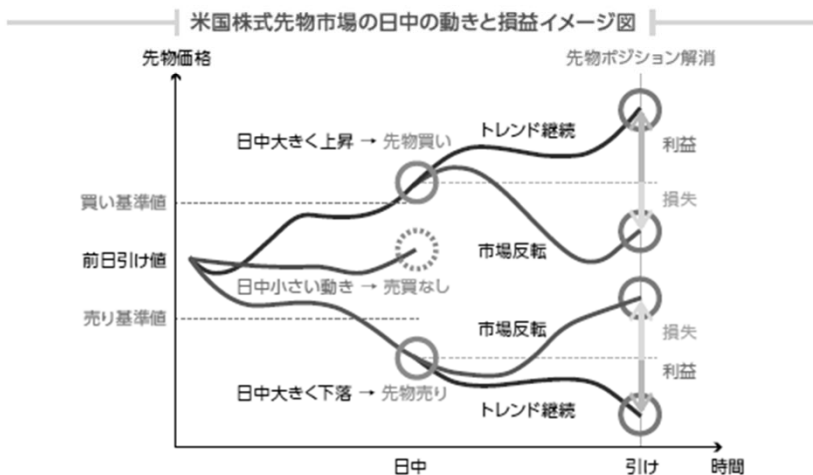 米国株式先物市場の日中の動きと損益イメージ図
先物価格
先物ポジション解消
日中大きく上昇 → 先物買い
トレンド継続
利益
買い基準値
損失
前日引け値
市場反転
日中小さい動き → 売買なし
売り基準値
市場反転
損失
利益
日中大きく下落 → 先物売り
トレンド継続
日中
引け
時間